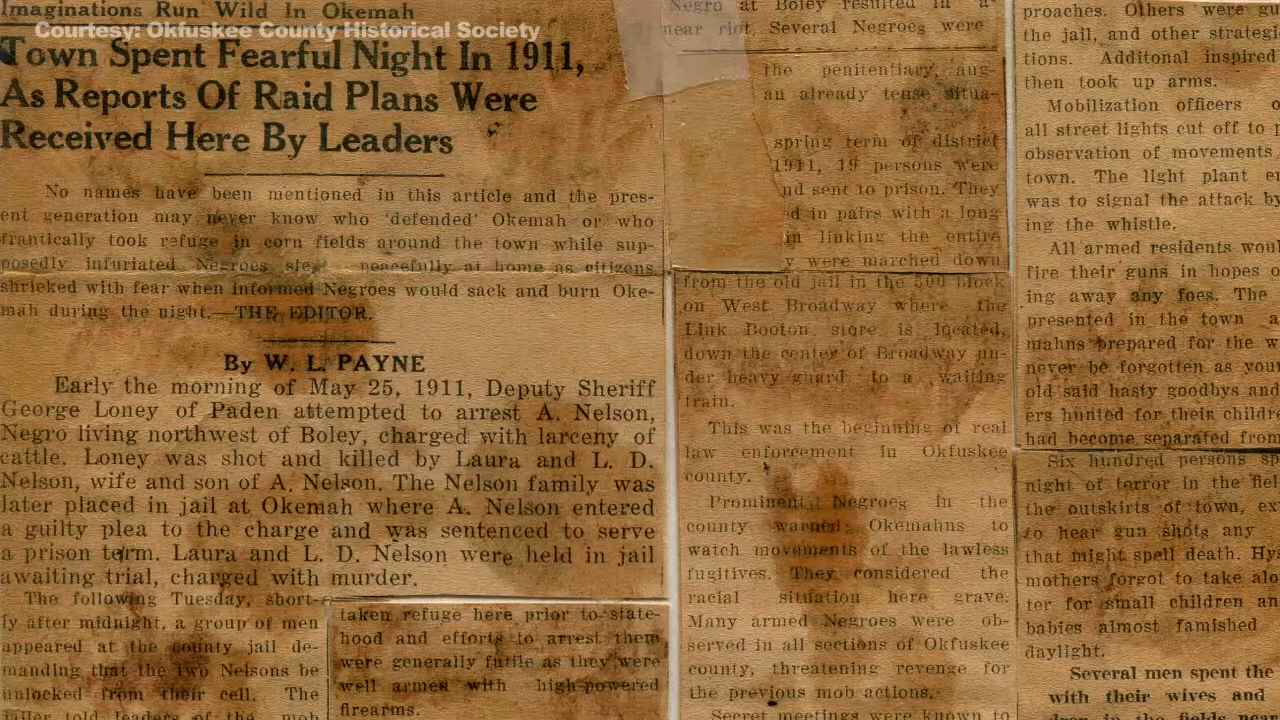 Imaginations Run Wild In Okemah
Courtesy: Okfuskee County Historical Society
Town Spent Fearful Night In 1911,
As Reports Of Raid Plans Were
Received Here By Leaders
No names have been mentioned in this article and the pres-
ent generation may never know who 'defended' Okemah or who
frantically took refuge in corn fields around the town while sup-
posedly infuriated Negroes slept peacefully at home as citizens
shrieked with fear when informed Negroes would sack and burn Oke-
mah during the night.—THE EDITOR.
By W. L. PAYNE
Early the morning of May 25, 1911, Deputy Sheriff
George Loney of Paden attempted to arrest A. Nelson,
Negro living northwest of Boley, charged with larceny of
cattle. Loney was shot and killed by Laura and L. D.
Nelson, wife and son of A. Nelson. The Nelson family was
later placed in jail at Okemah where A. Nelson entered
a guilty plea to the charge and was sentenced to serve
a prison term. Laura and L. D. Nelson were held in jail
awaiting trial, charged with murder.
The following Tuesday, short-
ly after midnight, a group of men
appeared at the county jail de-
manding that the two Nelsons be
unlocked from their cell. The
jailer told leaders of the mob
taken refuge here prior to state-
hood and efforts to arrest them
were generally futile as they were
well armed with high-powered
firearms.
Negro at Boley resulted in a
near riot. Several Negroes were
the penitentiary, aug-
an already tense situa-
spring term of district
1911, 19 persons were
nd sent to prison. They
ed in pairs with a long
in linking the entire
y were marched down
from the old jail in the 500 block
on West Broadway where the
Link Booton store is located,
down the center of Broadway un-
der heavy guard to a waiting
train.
This was the beginning of real
law enforcement in Okfuskee
county.
Prominent Negroes in the
county warned Okemahns to
watch movements of the lawless
fugitives. They considered the
racial situation here grave.
Many armed Negroes were ob-
served in all sections of Okfuskee
county, threatening revenge for
the previous mob actions.
Secret meetings were known to
proaches. Others were gu
the jail, and other strategi
tions. Additonal inspired
then took up arms.
Mobilization officers o
all street lights cut off to p
observation of movements
town. The light plant en
was to signal the attack by
ing the whistle.
All armed residents woul
fire their guns in hopes o
ing away any foes. The
presented in the town a
mahns prepared for the w
never be forgotten as your
old said hasty goodbys and
ers hunted for their childre
had become separated from
Six hundred persons sp
night of terror in the fiel
the outskirts of town, ex
to hear gun shots any
that might spell death. Hys
mothers forgot to take alo
ter for small children an
babies almost famished
daylight.
Several men spent the
with their wives and
dren in the fields near